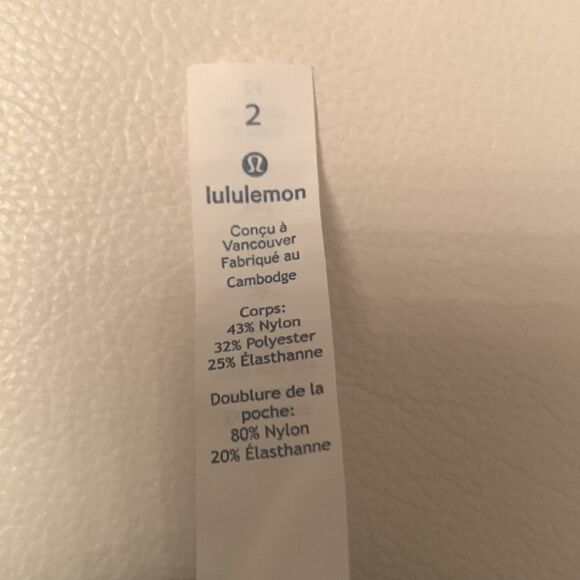 2
lululemon
Conçu à
Vancouver
Fabriqué au
Cambodge
Corps:
43% Nylon
32% Polyester
25% Élasthanne
Doublure de la
poche:
80% Nylon
20% Élasthanne